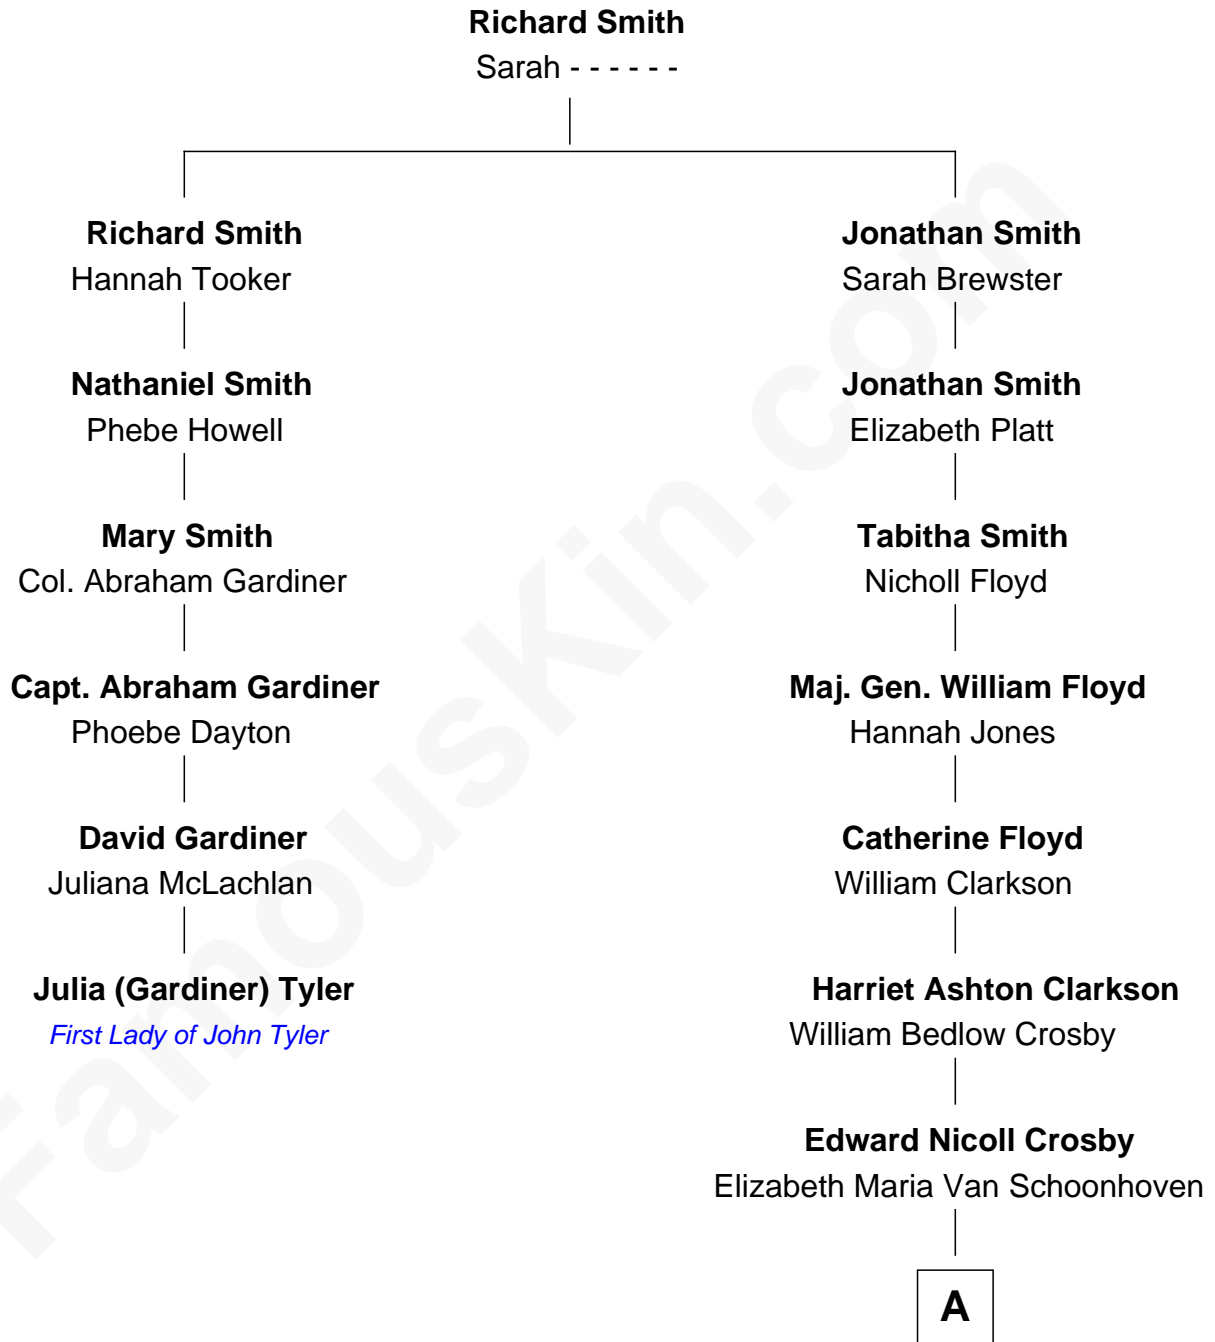 Richard Smith
Sarah - - - - - -
Richard Smith
Hannah Tooker
Nathaniel Smith
Phebe Howell
Mary Smith
Col. Abraham Gardiner
Capt. Abraham Gardiner
Phoebe Dayton
David Gardiner
Juliana McLachlan
Julia (Gardiner) Tyler
First Lady of John Tyler
Jonathan Smith
Sarah Brewster
Jonathan Smith
Elizabeth Platt
Tabitha Smith
Nicholl Floyd
Maj. Gen. William Floyd
Hannah Jones
Catherine Floyd
William Clarkson
Harriet Ashton Clarkson
William Bedlow Crosby
Edward Nicoll Crosby
Elizabeth Maria Van Schoonhoven
A
FamousKin.com